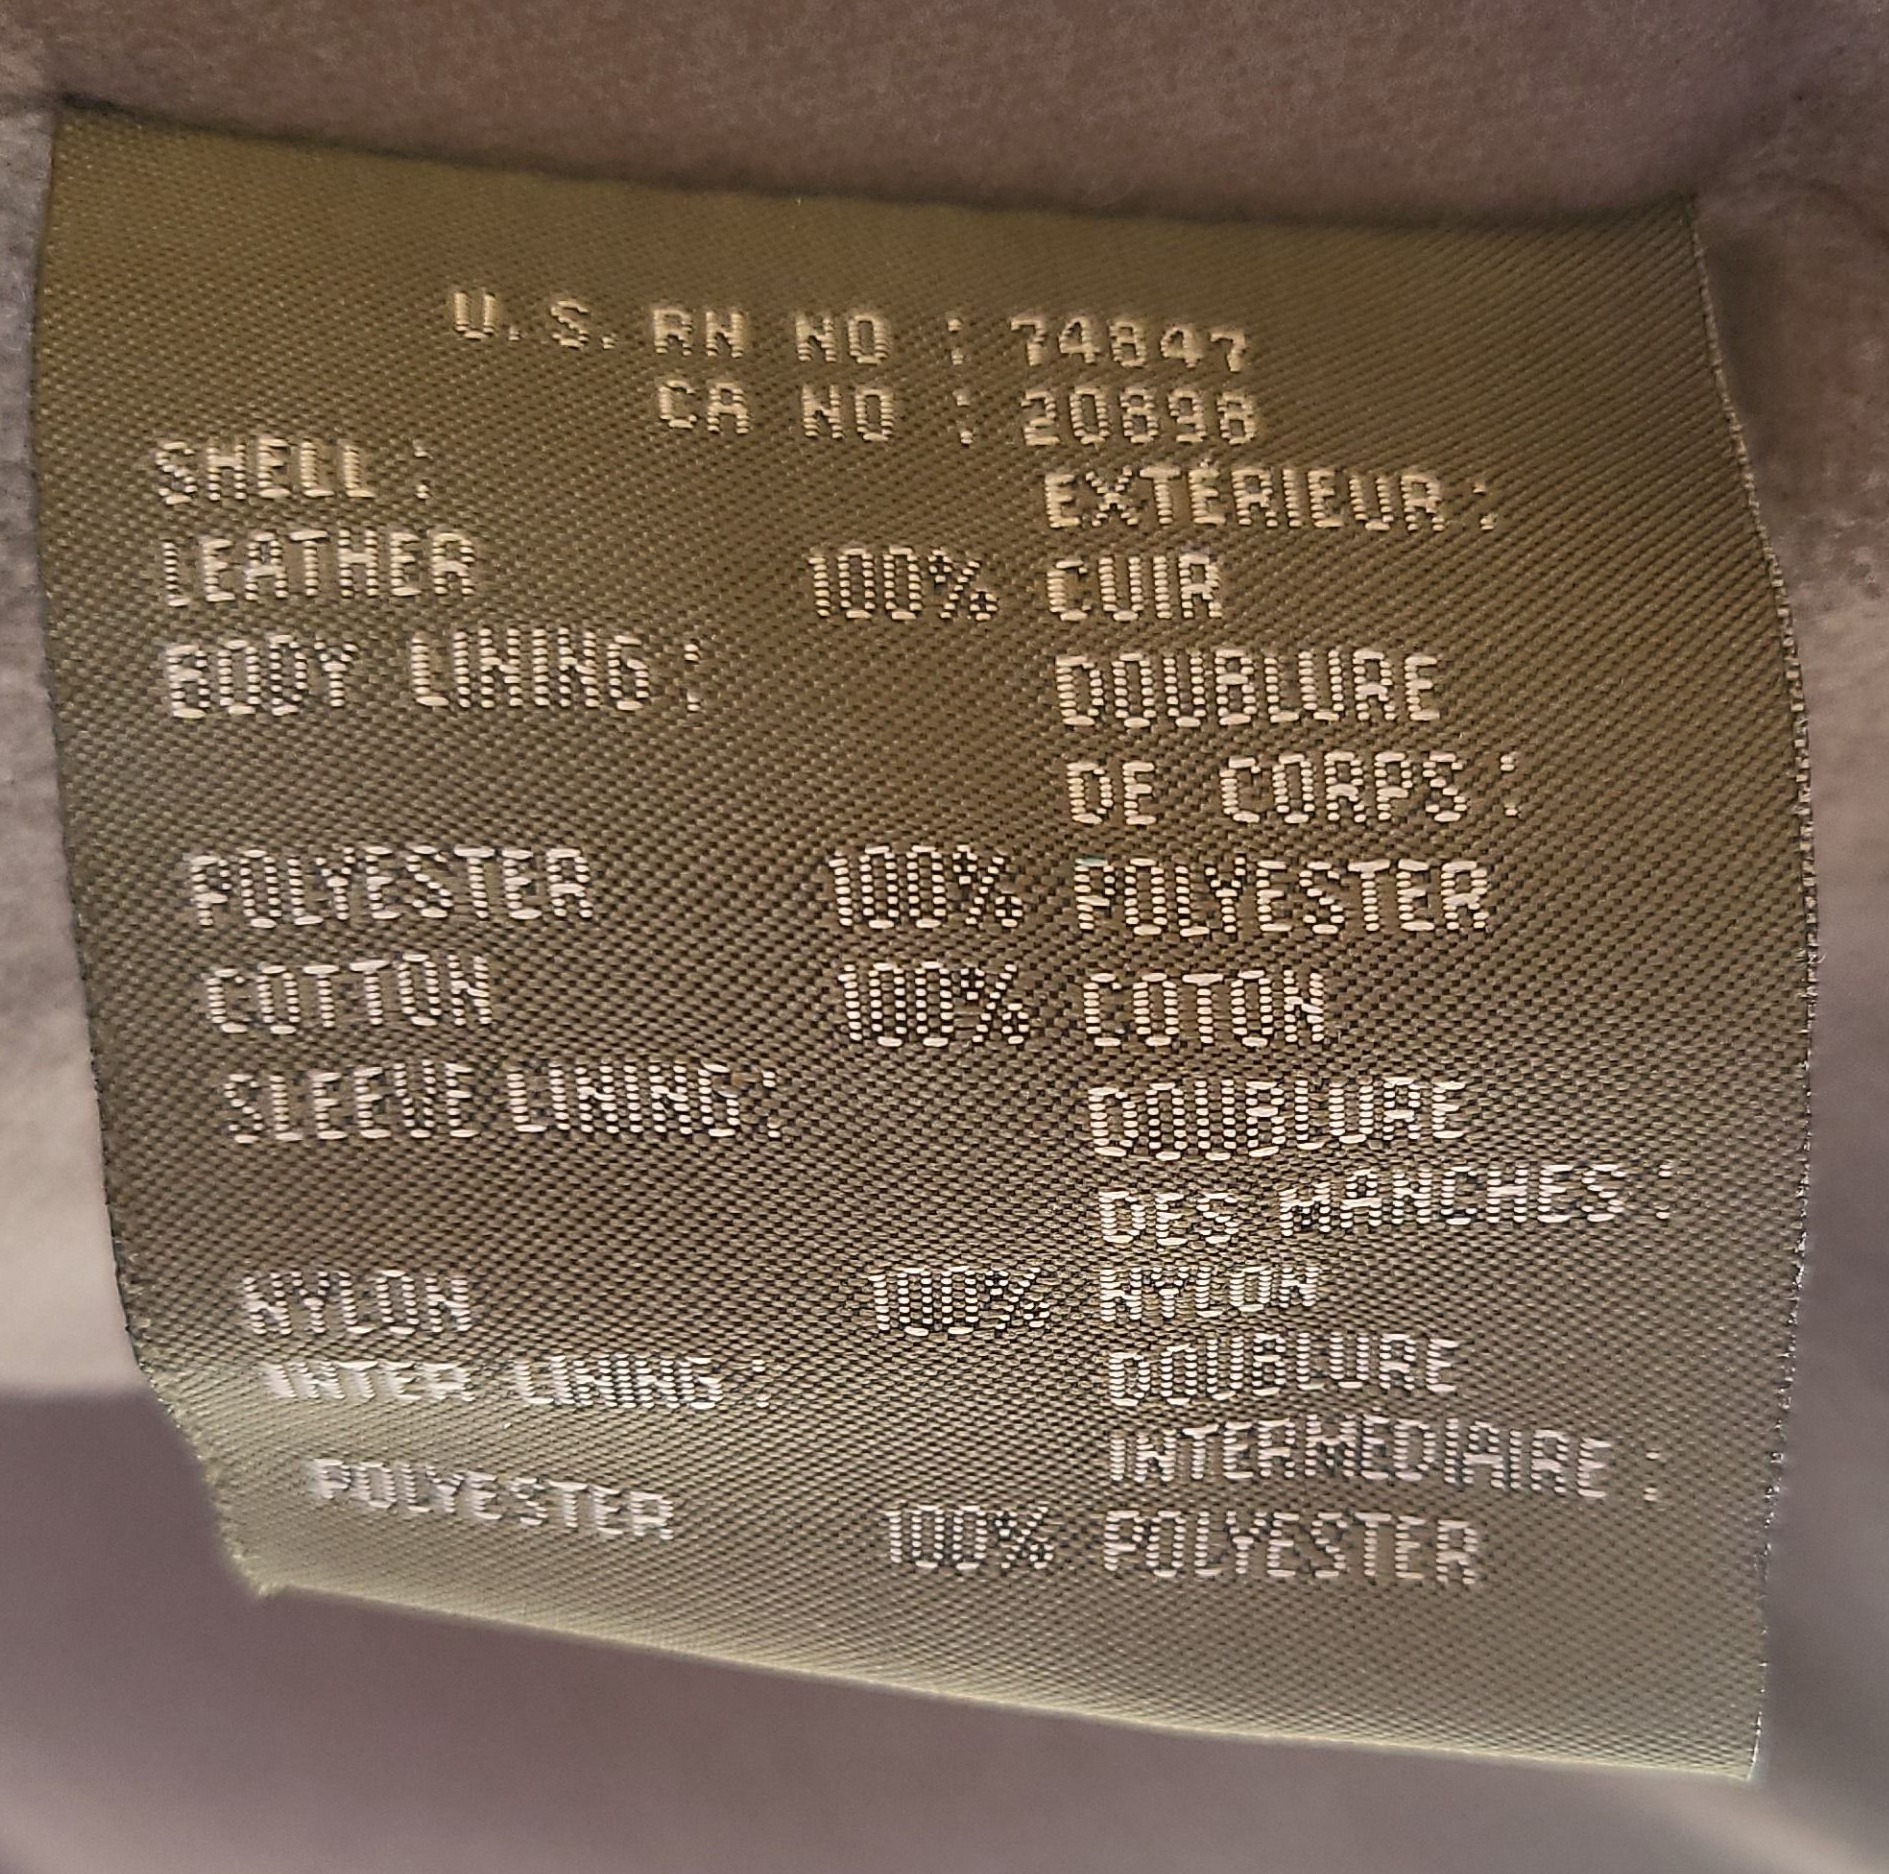 U.S. RN NO : 74847
CA NO : 20898
SHELL : EXTÉRIEUR :
LEATHER 100% CUIR
BODY LINING : DOUBLURE
DE CORPS :
POLYESTER 100% POLYESTER
COTTON 100% COTON
SLEEVE LINING: DOUBLURE
DES MANCHES:
NYLON 100% NYLON
INTER LINING : DOUBLURE
INTERMÉDIAIRE :
POLYESTER 100% POLYESTER